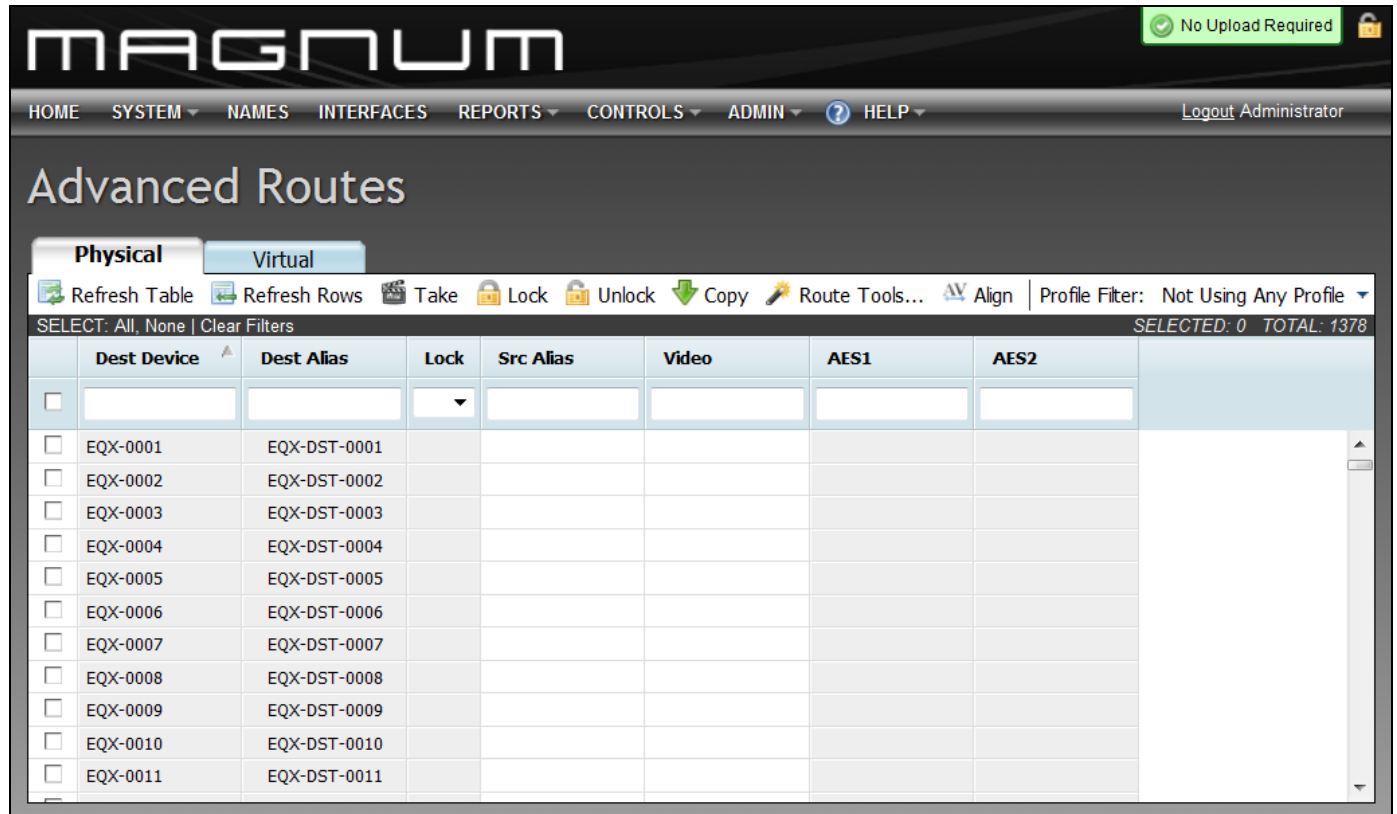 MAGNUM
No Upload Required
HOME SYSTEM NAMES INTERFACES REPORTS CONTROLS ADMIN ? HELP Logout Administrator
Advanced Routes
Physical Virtual
Refresh Table Refresh Rows Take Lock Unlock Copy Route Tools... AV Align Profile Filter: Not Using Any Profile
SELECT: All, None | Clear Filters SELECTED: 0 TOTAL: 1378
Dest Device Dest Alias Lock Src Alias Video AES1 AES2
EQX-0001 EQX-DST-0001
EQX-0002 EQX-DST-0002
EQX-0003 EQX-DST-0003
EQX-0004 EQX-DST-0004
EQX-0005 EQX-DST-0005
EQX-0006 EQX-DST-0006
EQX-0007 EQX-DST-0007
EQX-0008 EQX-DST-0008
EQX-0009 EQX-DST-0009
EQX-0010 EQX-DST-0010
EQX-0011 EQX-DST-0011